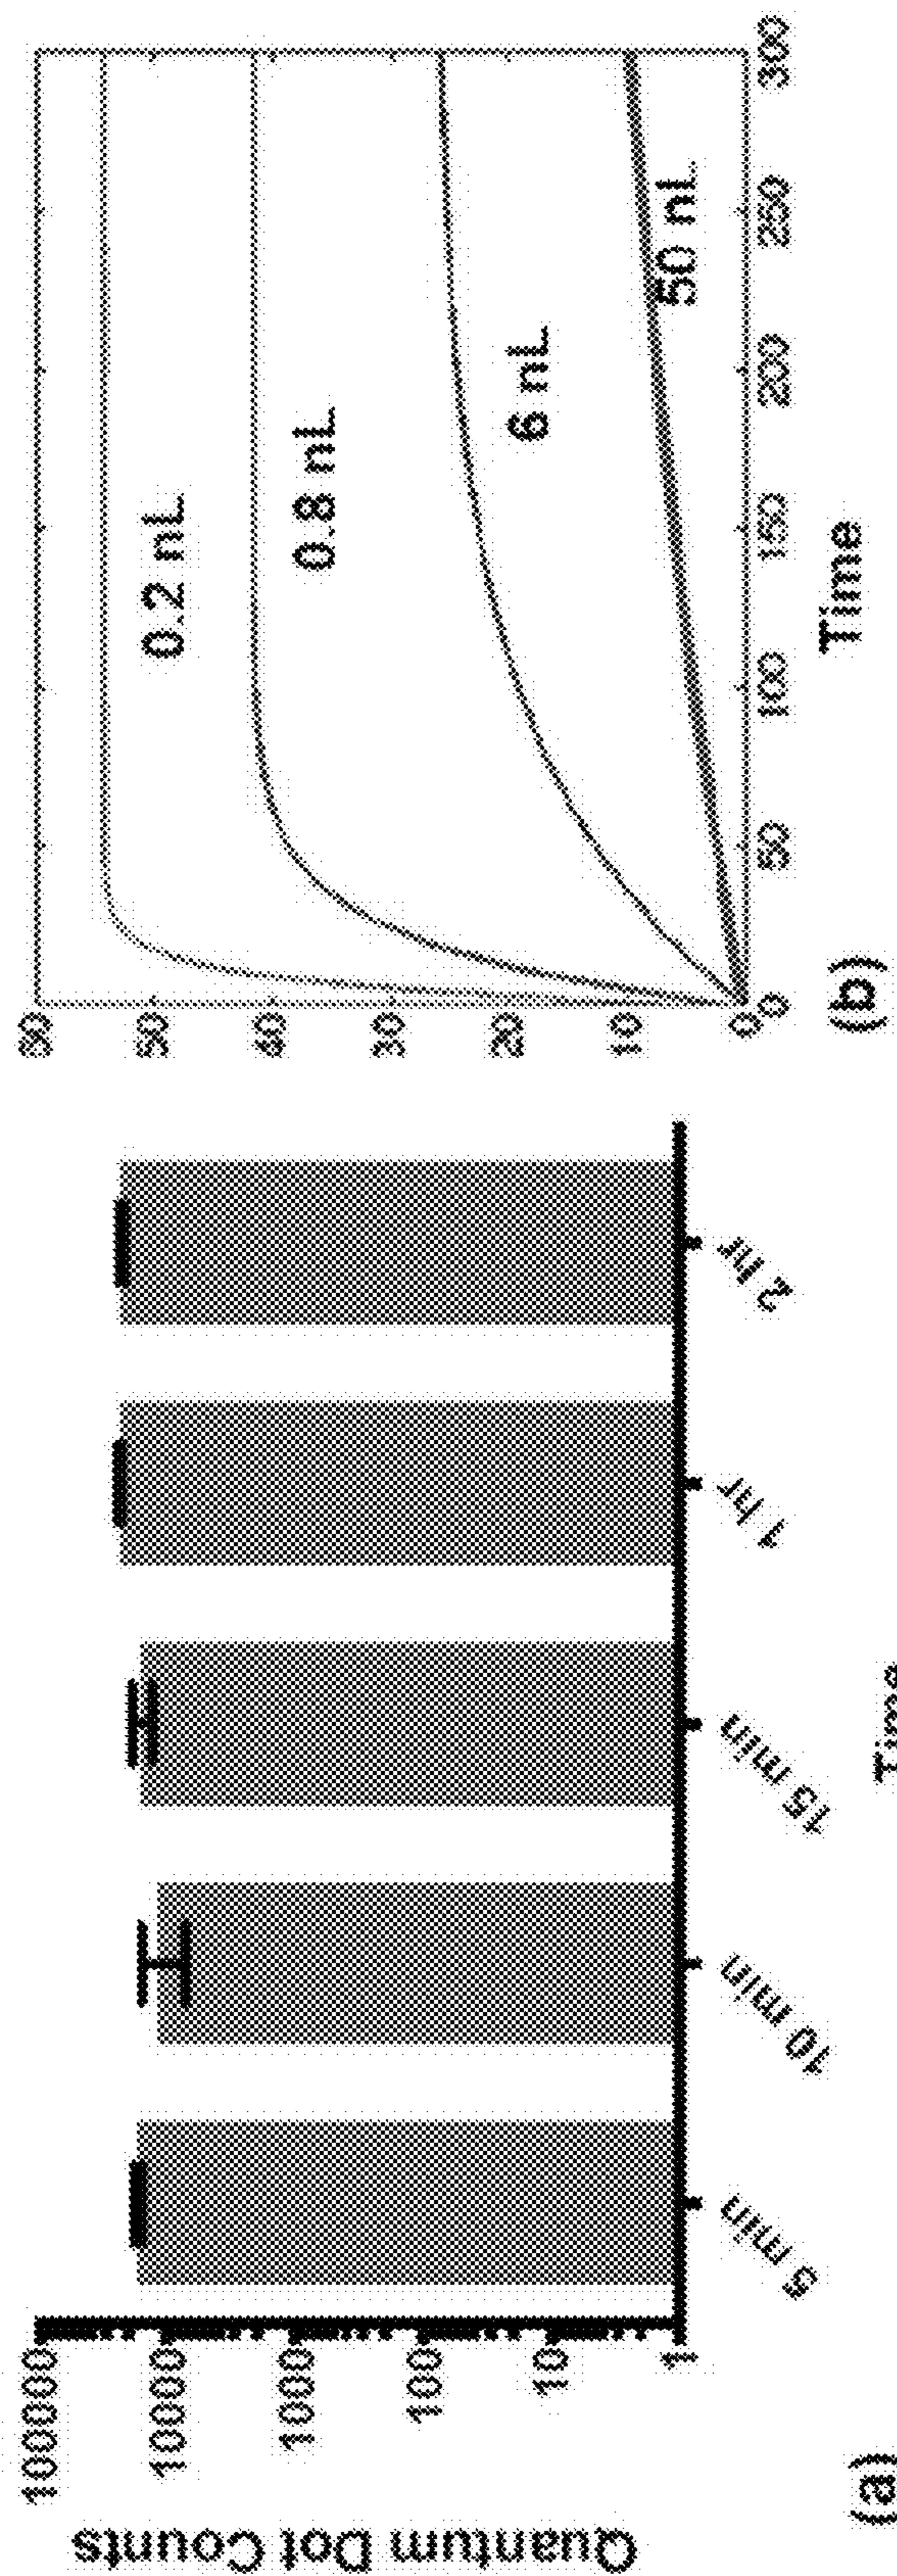 Quantum Dot Counts
100000
10000
1000
100
10
1
5 min
10 min
15 min
1 hr
2 hr
Time
(a)
60
50
40
30
20
10
0
0.2 nL
0.8 nL
6 nL
50 nL
0
50
100
150
200
250
300
Time
(b)